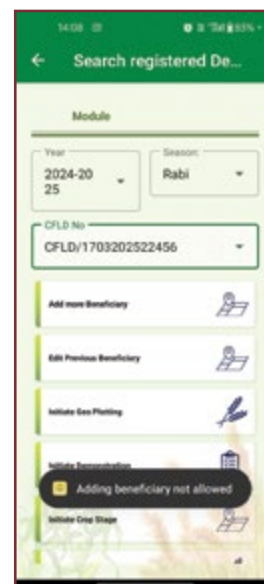 14:08
85%
Search registered De...
Module
Year
2024-20
25
Season:
Rabi
CFLD No
CFLD/1703202522456
Add more Beneficiary
Edit Previous Beneficiary
Initiate Geo Plotting
Initiate Demonstration
Adding beneficiary not allowed
Initiate Crop Stage